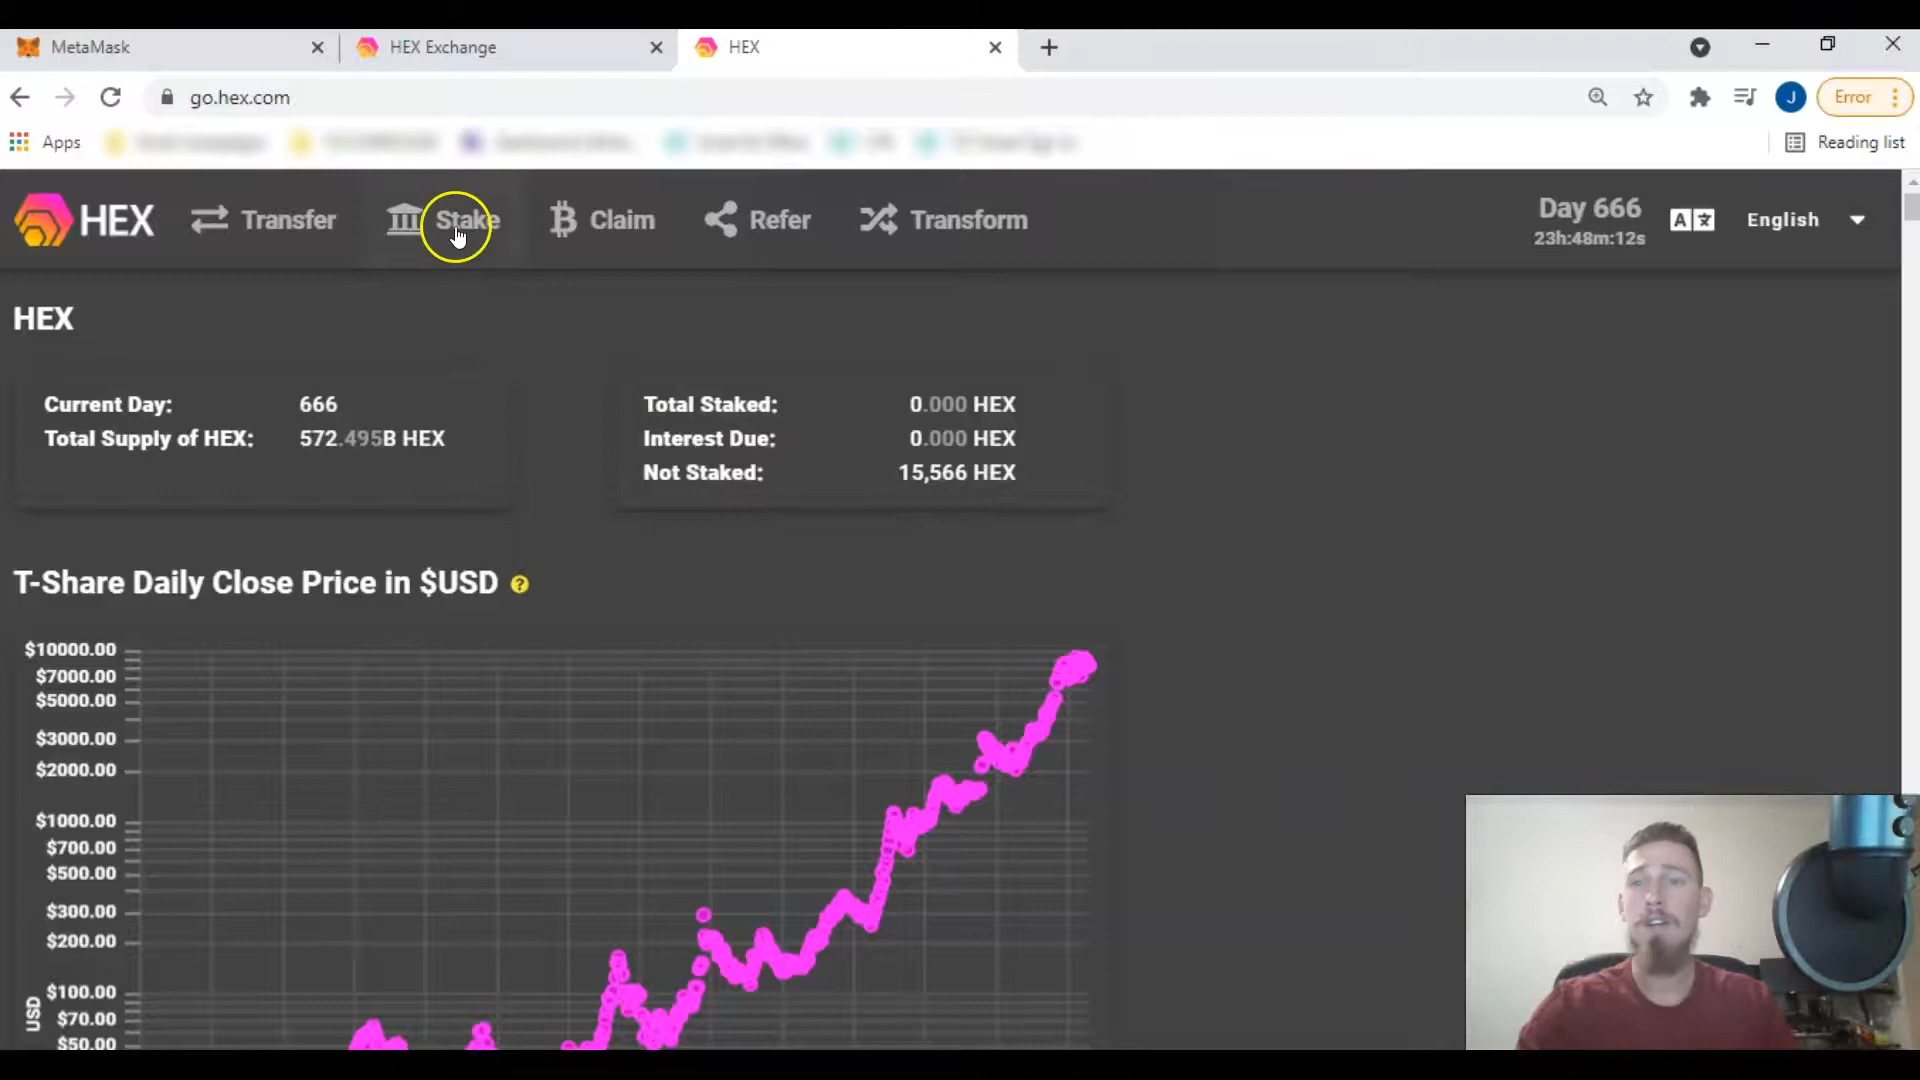 MetaMask
HEX Exchange
HEX
go.hex.com
J
Error
Apps
Reading list
HEX
Transfer
Stake
Claim
Refer
Transform
Day 666
23h:48m:12s
A
English
HEX
Current Day: 666
Total Supply of HEX: 572.495B HEX
Total Staked: 0.000 HEX
Interest Due: 0.000 HEX
Not Staked: 15,566 HEX
T-Share Daily Close Price in $USD ?
$10000.00
$7000.00
$5000.00
$3000.00
$2000.00
$1000.00
$700.00
$500.00
$300.00
$200.00
$100.00
$70.00
$50.00
USD